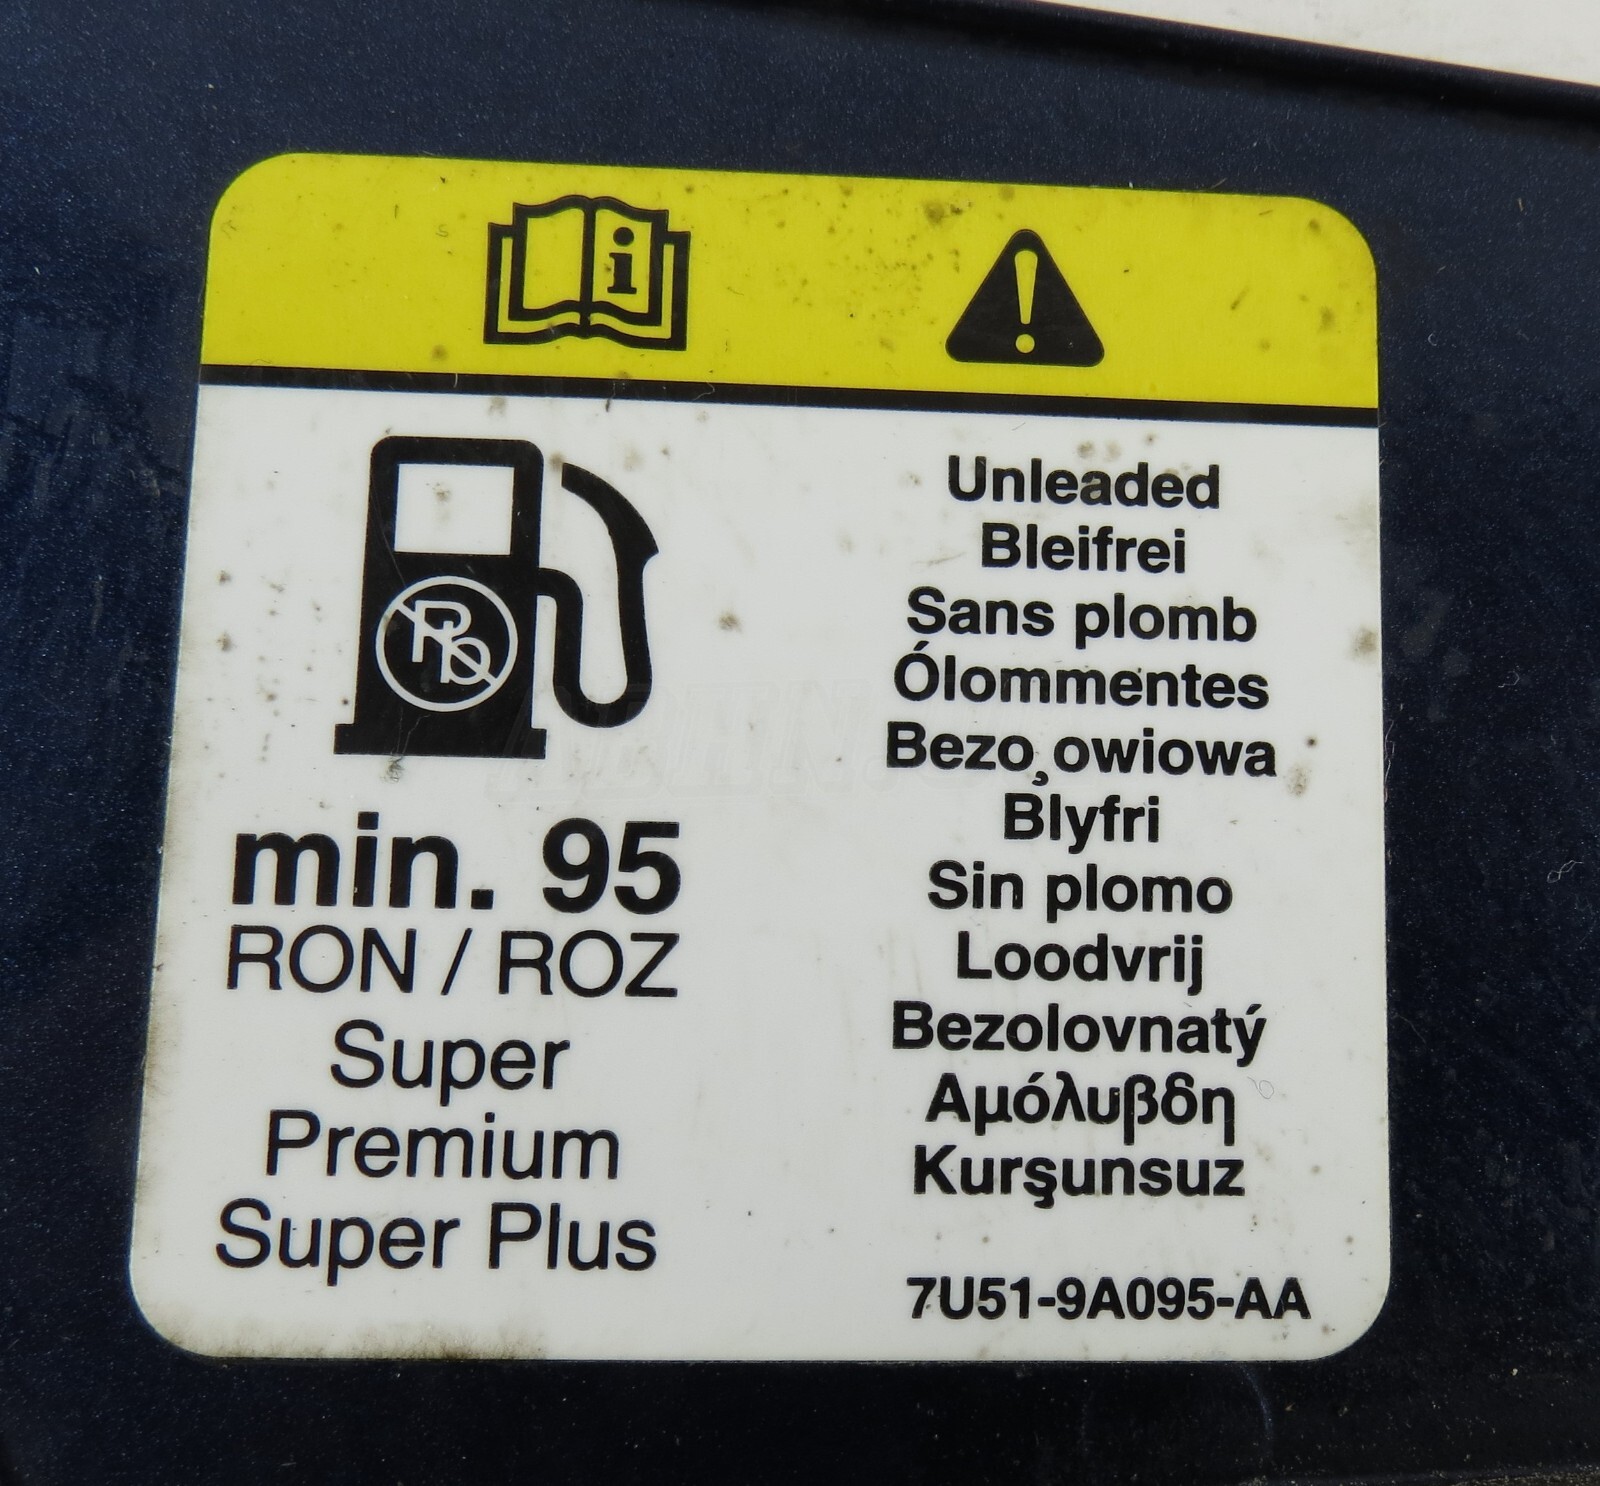 i
Pb
min. 95
RON / ROZ
Super
Premium
Super Plus
Unleaded
Bleifrei
Sans plomb
Ólommentes
Bezo¸owiowa
Blyfri
Sin plomo
Loodvrij
Bezolovnatý
Αμόλυβδη
Kurşunsuz
7U51-9A095-AA